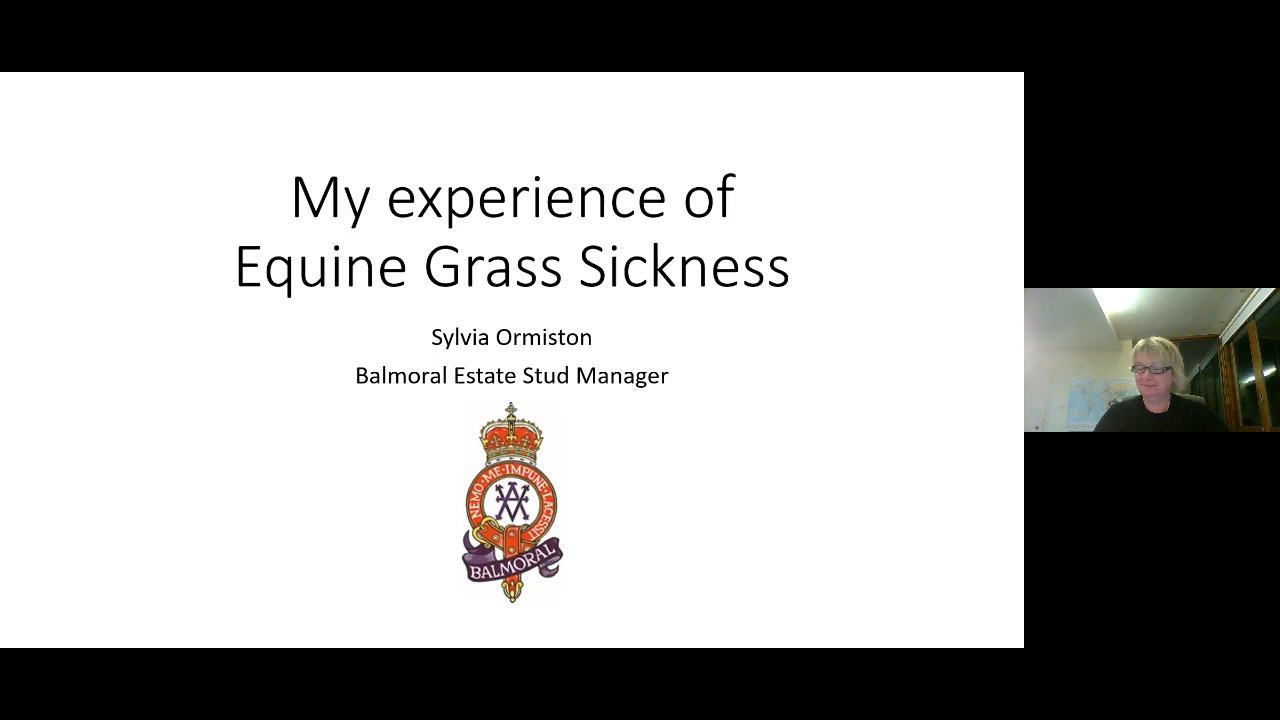 My experience of
Equine Grass Sickness
Sylvia Ormiston
Balmoral Estate Stud Manager
NEMO·ME·IMPUNE·LACESSIT
BALMORAL